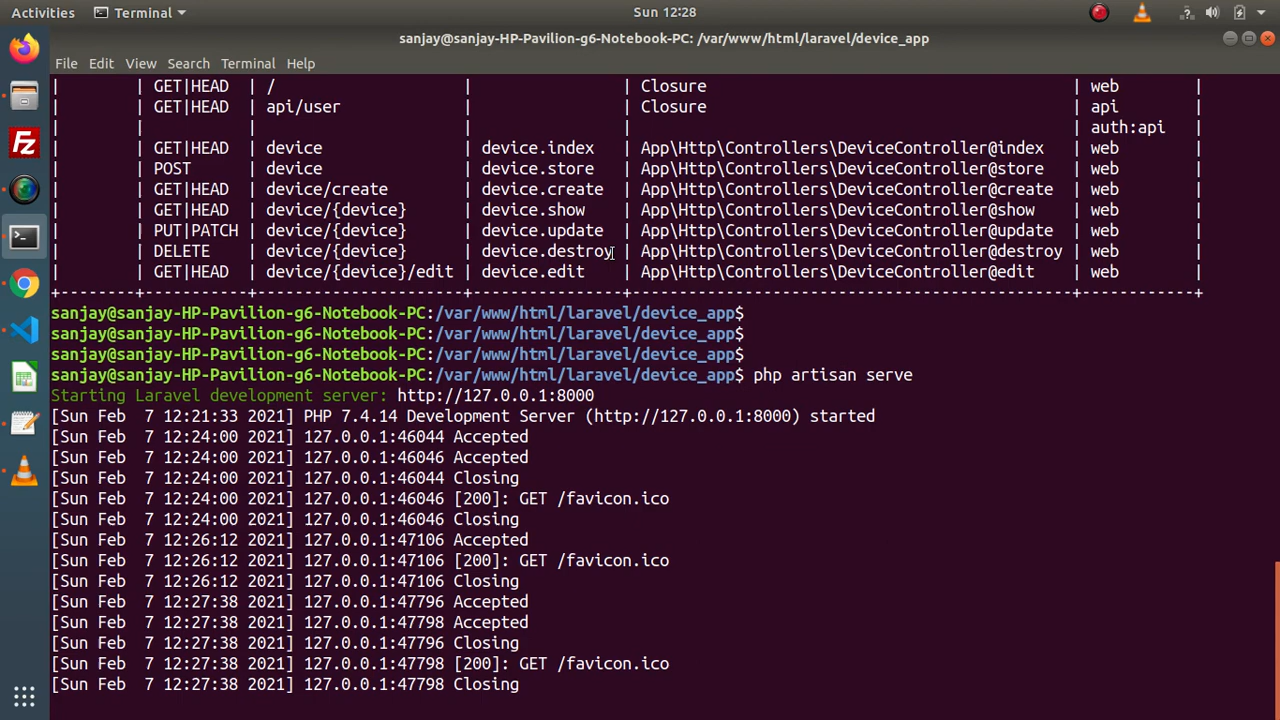 Activities Terminal Sun 12:28
sanjay@sanjay-HP-Pavilion-g6-Notebook-PC: /var/www/html/laravel/device_app
File Edit View Search Terminal Help
| | GET|HEAD | / | | Closure | web |
| | GET|HEAD | api/user | | Closure | api |
| | | | | | auth:api |
| | GET|HEAD | device | device.index | App\Http\Controllers\DeviceController@index | web |
| | POST | device | device.store | App\Http\Controllers\DeviceController@store | web |
| | GET|HEAD | device/create | device.create | App\Http\Controllers\DeviceController@create | web |
| | GET|HEAD | device/{device} | device.show | App\Http\Controllers\DeviceController@show | web |
| | PUT|PATCH | device/{device} | device.update | App\Http\Controllers\DeviceController@update | web |
| | DELETE | device/{device} | device.destroy | App\Http\Controllers\DeviceController@destroy | web |
| | GET|HEAD | device/{device}/edit | device.edit | App\Http\Controllers\DeviceController@edit | web |
+--------+-----------+----------------------+----------------+-----------------------------------------------+------------+
sanjay@sanjay-HP-Pavilion-g6-Notebook-PC:/var/www/html/laravel/device_app$
sanjay@sanjay-HP-Pavilion-g6-Notebook-PC:/var/www/html/laravel/device_app$
sanjay@sanjay-HP-Pavilion-g6-Notebook-PC:/var/www/html/laravel/device_app$
sanjay@sanjay-HP-Pavilion-g6-Notebook-PC:/var/www/html/laravel/device_app$ php artisan serve
Starting Laravel development server: http://127.0.0.1:8000
[Sun Feb  7 12:21:33 2021] PHP 7.4.14 Development Server (http://127.0.0.1:8000) started
[Sun Feb  7 12:24:00 2021] 127.0.0.1:46044 Accepted
[Sun Feb  7 12:24:00 2021] 127.0.0.1:46046 Accepted
[Sun Feb  7 12:24:00 2021] 127.0.0.1:46044 Closing
[Sun Feb  7 12:24:00 2021] 127.0.0.1:46046 [200]: GET /favicon.ico
[Sun Feb  7 12:24:00 2021] 127.0.0.1:46046 Closing
[Sun Feb  7 12:26:12 2021] 127.0.0.1:47106 Accepted
[Sun Feb  7 12:26:12 2021] 127.0.0.1:47106 [200]: GET /favicon.ico
[Sun Feb  7 12:26:12 2021] 127.0.0.1:47106 Closing
[Sun Feb  7 12:27:38 2021] 127.0.0.1:47796 Accepted
[Sun Feb  7 12:27:38 2021] 127.0.0.1:47798 Accepted
[Sun Feb  7 12:27:38 2021] 127.0.0.1:47796 Closing
[Sun Feb  7 12:27:38 2021] 127.0.0.1:47798 [200]: GET /favicon.ico
[Sun Feb  7 12:27:38 2021] 127.0.0.1:47798 Closing